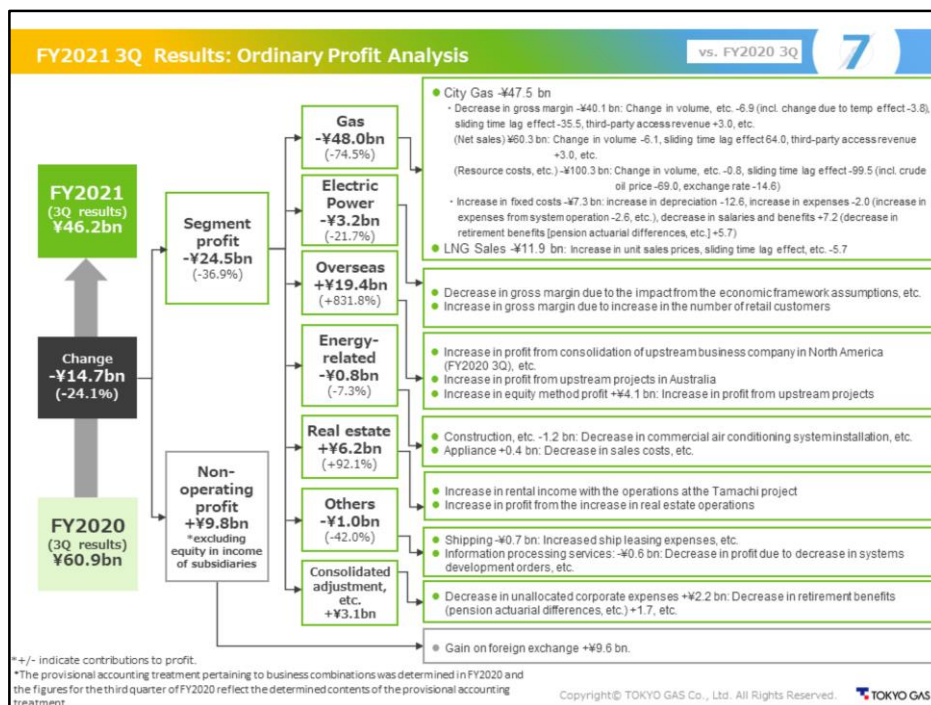 FY2021 3Q Results: Ordinary Profit Analysis
vs. FY2020 3Q
7
FY2021
(3Q results)
¥46.2bn
Change
-¥14.7bn
(-24.1%)
FY2020
(3Q results)
¥60.9bn
Segment
profit
-¥24.5bn
(-36.9%)
Non-
operating
profit
+¥9.8bn
*excluding
equity in income
of subsidiaries
Gas
-¥48.0bn
(-74.5%)
Electric
Power
-¥3.2bn
(-21.7%)
Overseas
+¥19.4bn
(+831.8%)
Energy-
related
-¥0.8bn
(-7.3%)
Real estate
+¥6.2bn
(+92.1%)
Others
-¥1.0bn
(-42.0%)
Consolidated
adjustment,
etc.
+¥3.1bn
● City Gas -¥47.5 bn
・Decrease in gross margin -¥40.1 bn: Change in volume, etc. -6.9 (incl. change due to temp effect -3.8),
sliding time lag effect -35.5, third-party access revenue +3.0, etc.
(Net sales) ¥60.3 bn: Change in volume -6.1, sliding time lag effect 64.0, third-party access revenue
+3.0, etc.
(Resource costs, etc.) -¥100.3 bn: Change in volume, etc. -0.8, sliding time lag effect -99.5 (incl. crude
oil price -69.0, exchange rate -14.6)
・Increase in fixed costs -¥7.3 bn: increase in depreciation -12.6, increase in expenses -2.0 (increase in
expenses from system operation -2.6, etc.), decrease in salaries and benefits +7.2 (decrease in
retirement benefits [pension actuarial differences, etc.] +5.7)
● LNG Sales -¥11.9 bn: Increase in unit sales prices, sliding time lag effect, etc. -5.7
● Decrease in gross margin due to the impact from the economic framework assumptions, etc.
● Increase in gross margin due to increase in the number of retail customers
● Increase in profit from consolidation of upstream business company in North America
(FY2020 3Q), etc.
● Increase in profit from upstream projects in Australia
● Increase in equity method profit +¥4.1 bn: Increase in profit from upstream projects
● Construction, etc. -1.2 bn: Decrease in commercial air conditioning system installation, etc.
● Appliance +0.4 bn: Decrease in sales costs, etc.
● Increase in rental income with the operations at the Tamachi project
● Increase in profit from the increase in real estate operations
● Shipping -¥0.7 bn: Increased ship leasing expenses, etc.
● Information processing services: -¥0.6 bn: Decrease in profit due to decrease in systems
development orders, etc.
● Decrease in unallocated corporate expenses +¥2.2 bn: Decrease in retirement benefits
(pension actuarial differences, etc.) +1.7, etc.
● Gain on foreign exchange +¥9.6 bn.
*+/- indicate contributions to profit.
*The provisional accounting treatment pertaining to business combinations was determined in FY2020 and
the figures for the third quarter of FY2020 reflect the determined contents of the provisional accounting
treatment.
Copyright© TOKYO GAS Co., Ltd. All Rights Reserved.
TOKYO GAS